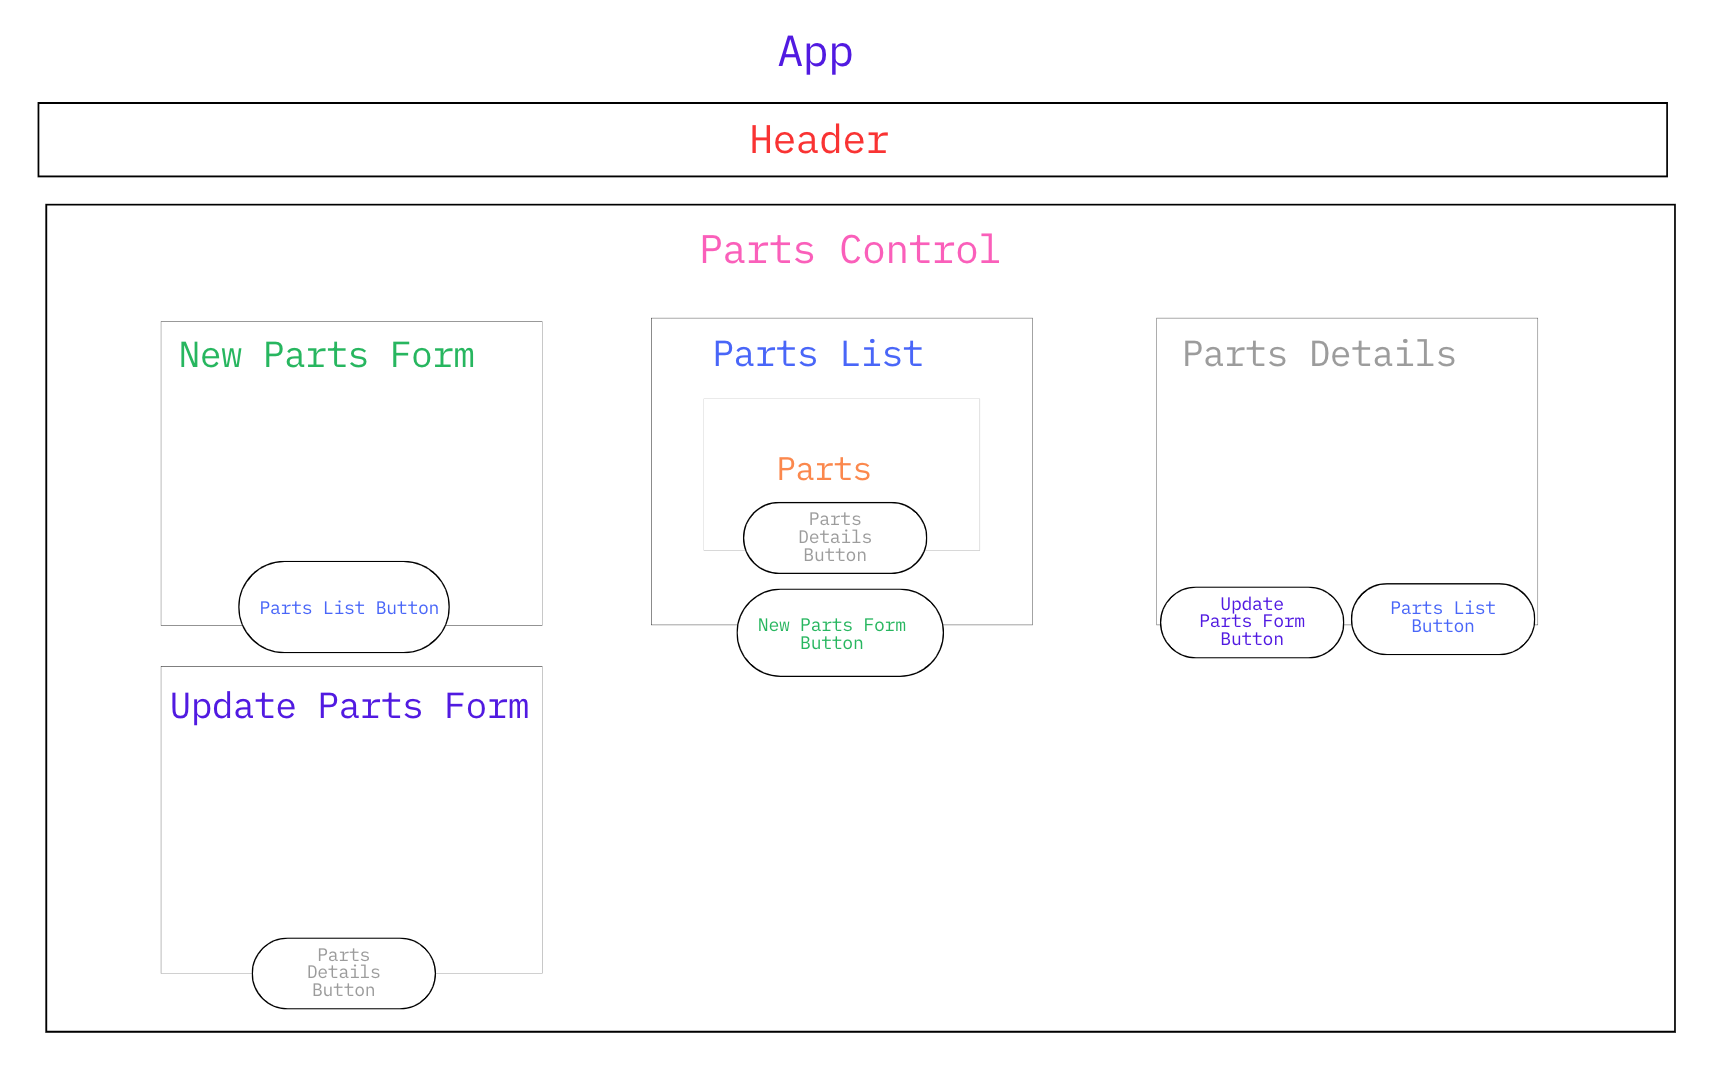 App
Header
Parts Control
New Parts Form
Parts List Button
Parts List
Parts
Parts
Details
Button
New Parts Form
Button
Parts Details
Update
Parts Form
Button
Parts List
Button
Update Parts Form
Parts
Details
Button